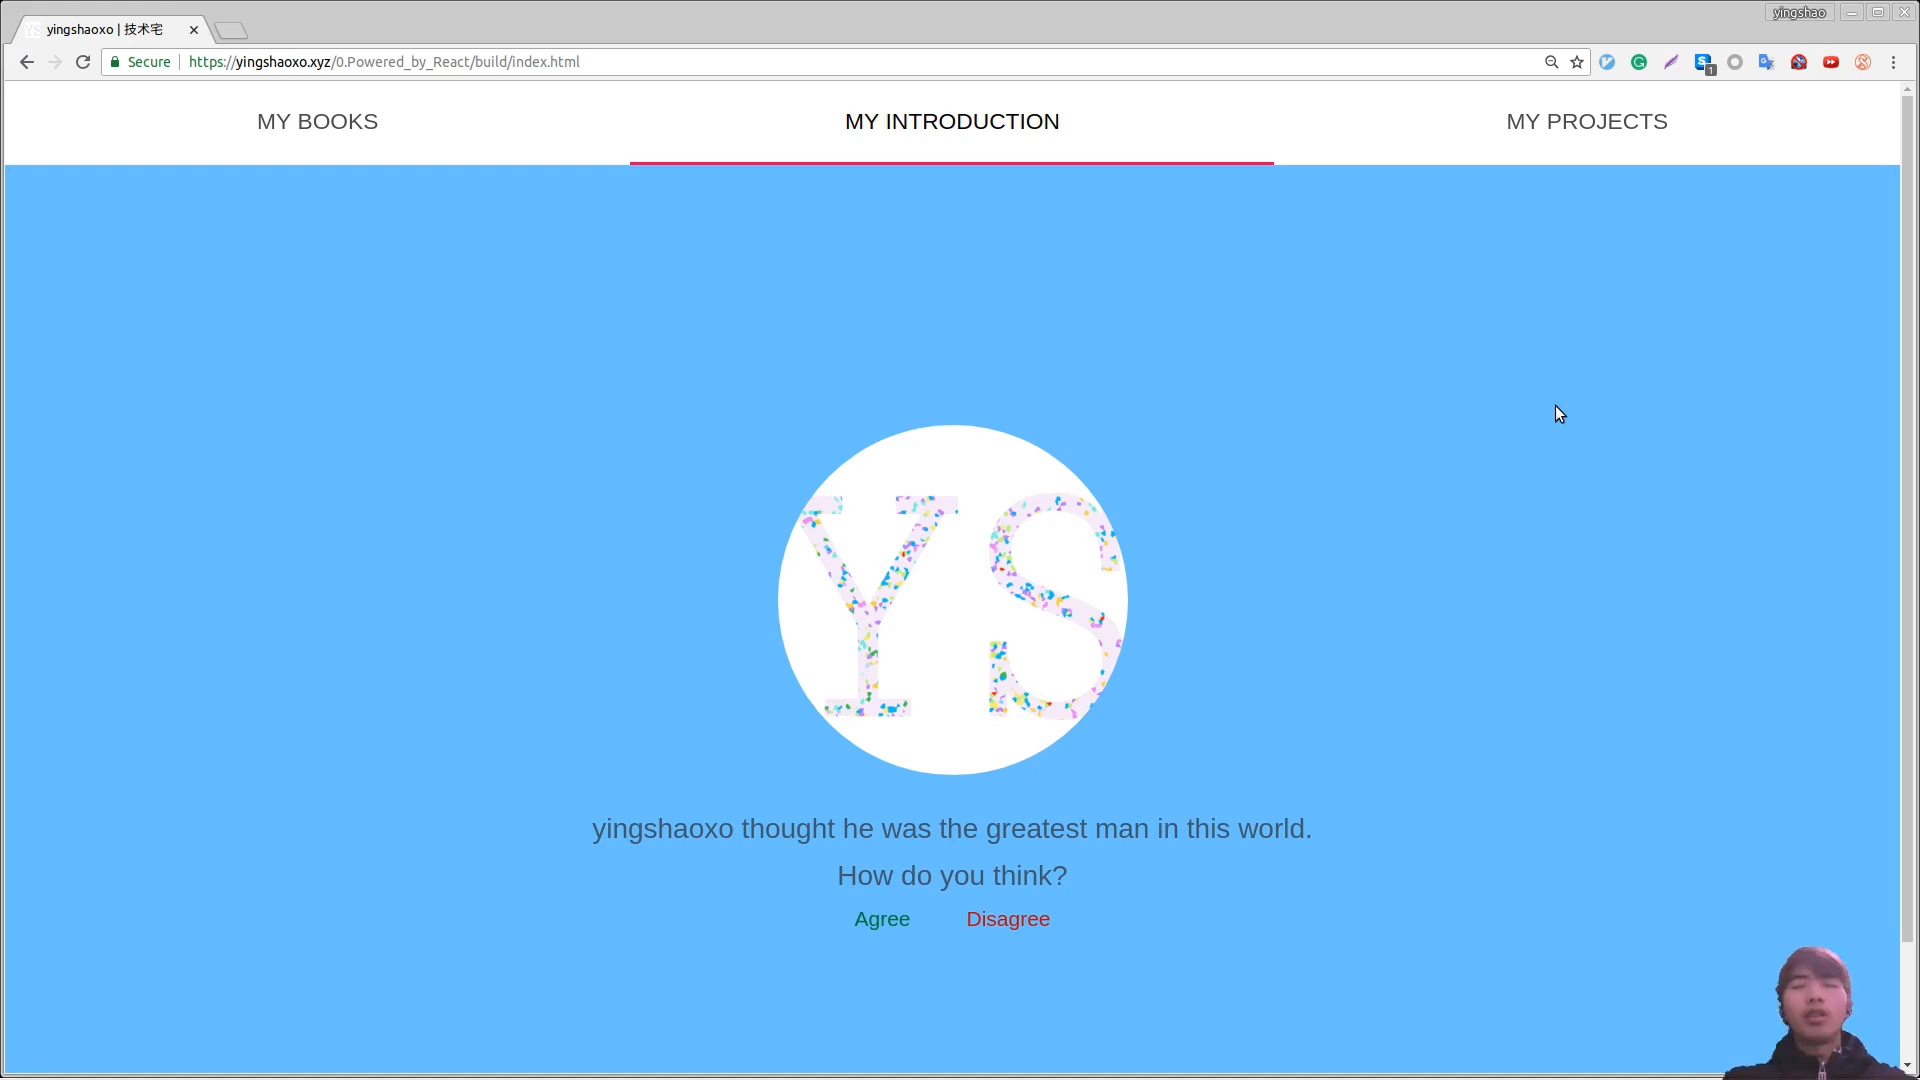 yingshao
yingshaoxo | 技术宅
Secure https://yingshaoxo.xyz/0.Powered_by_React/build/index.html
1
MY BOOKS
MY INTRODUCTION
MY PROJECTS
YS
yingshaoxo thought he was the greatest man in this world.
How do you think?
Agree
Disagree